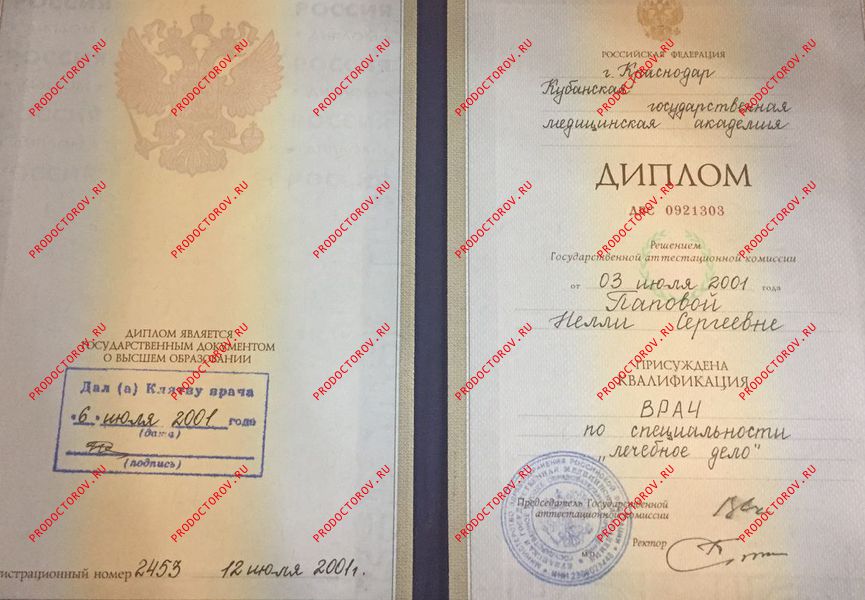 ДИПЛОМ ЯВЛЯЕТСЯ
ГОСУДАРСТВЕННЫМ ДОКУМЕНТОМ
О ВЫСШЕМ ОБРАЗОВАНИИ
Дал (а) Клятву врача
"6" июля 2001 года
(дата)
(подпись)
истрационный номер 2453 12 июля 2001г.
РОССИЙСКАЯ ФЕДЕРАЦИЯ
г. Краснодар
Кубанская государственная
медицинская академия
ДИПЛОМ
ДВС 0921303
Решением
Государственной аттестационной комиссии
от 03 июля 2001 года
Паповой
Нелли Сергеевне
ПРИСУЖДЕНА
КВАЛИФИКАЦИЯ
ВРАЧ
по специальности
"лечебное дело"
Председатель Государственной
аттестационной комиссии
Ректор
PRODOCTOROV.RU